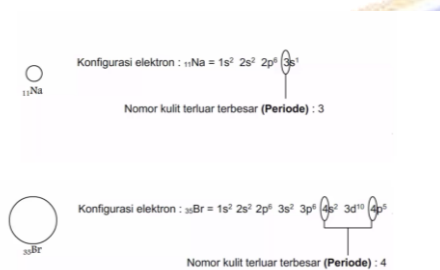 Konfigurasi elektron : ₁₁Na = 1s² 2s² 2p⁶ 3s¹
₁₁Na
Nomor kulit terluar terbesar (Periode) : 3
Konfigurasi elektron : ₃₅Br = 1s² 2s² 2p⁶ 3s² 3p⁶ 4s² 3d¹⁰ 4p⁵
₃₅Br
Nomor kulit terluar terbesar (Periode) : 4